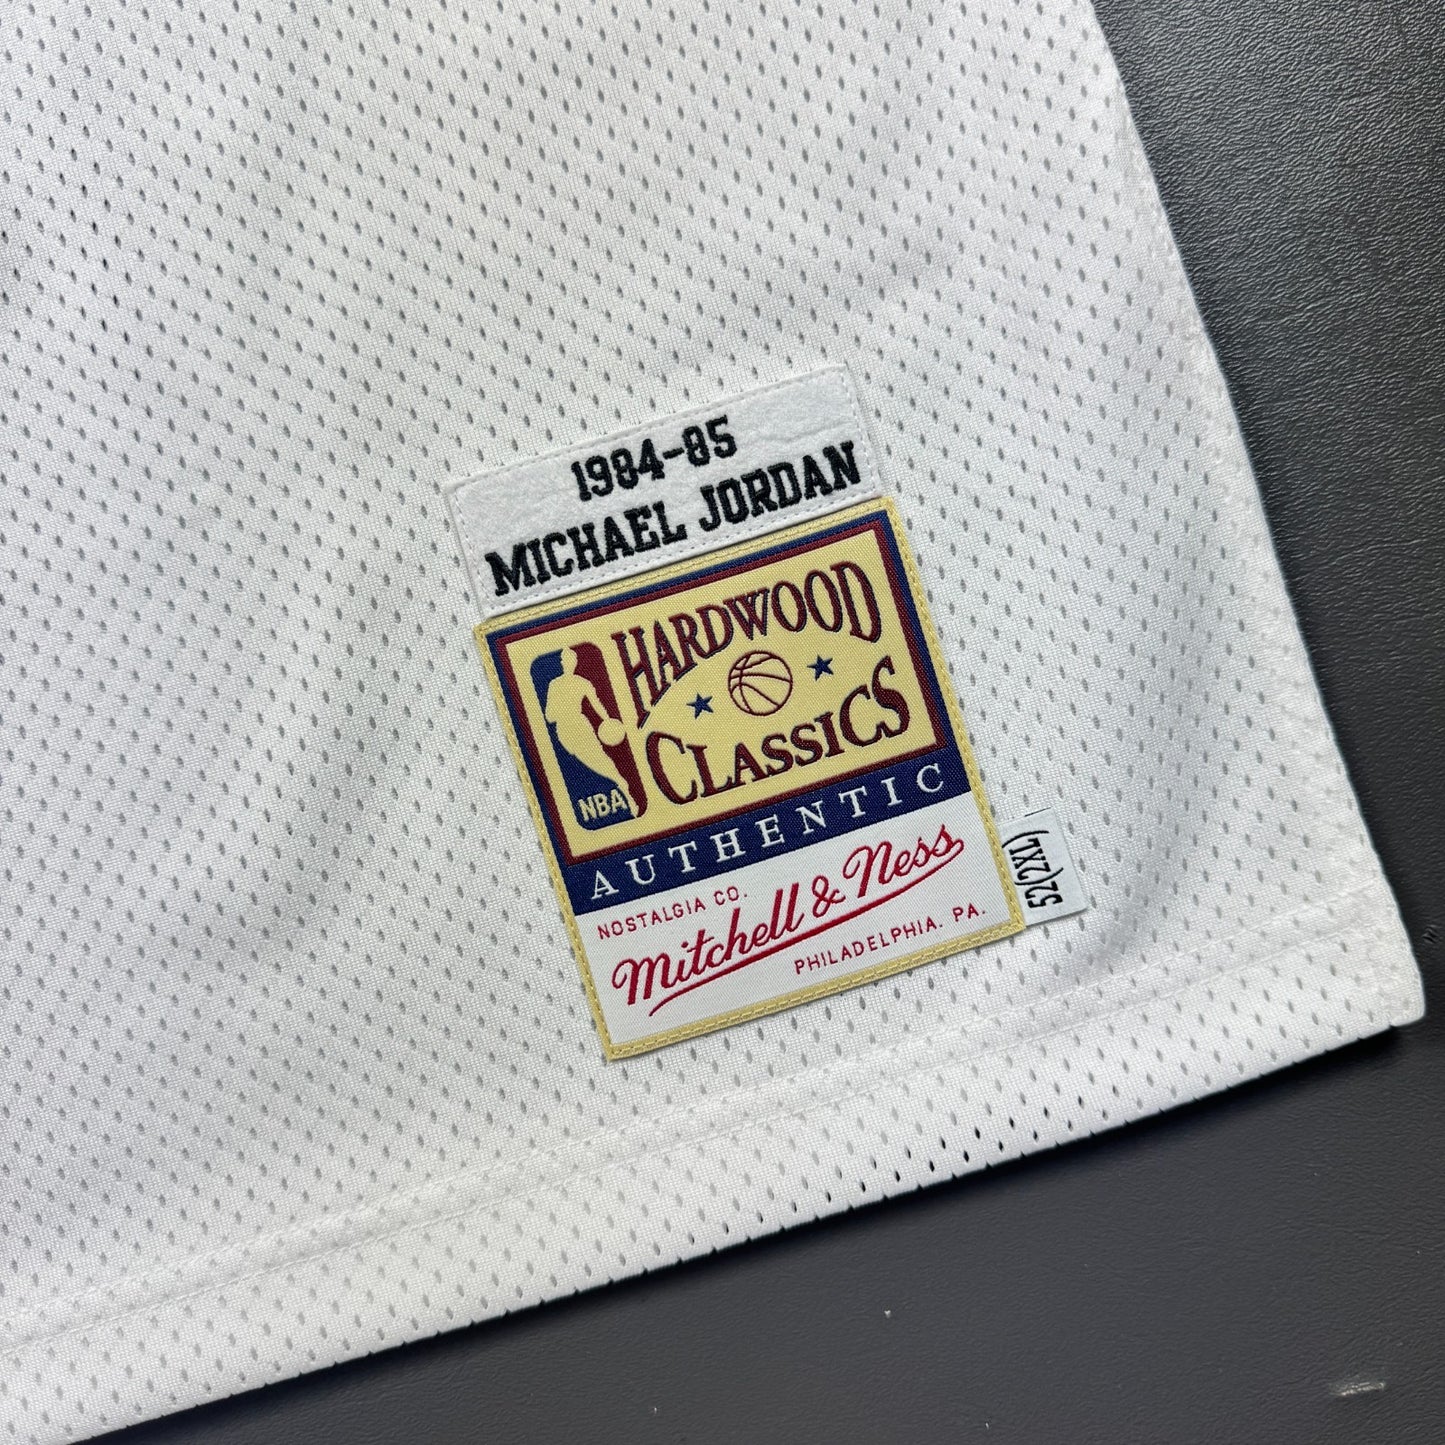 1984-85
MICHAEL JORDAN
HARDWOOD
CLASSICS
NBA
AUTHENTIC
NOSTALGIA CO.
Mitchell & Ness
PHILADELPHIA. PA.
52(2XL)